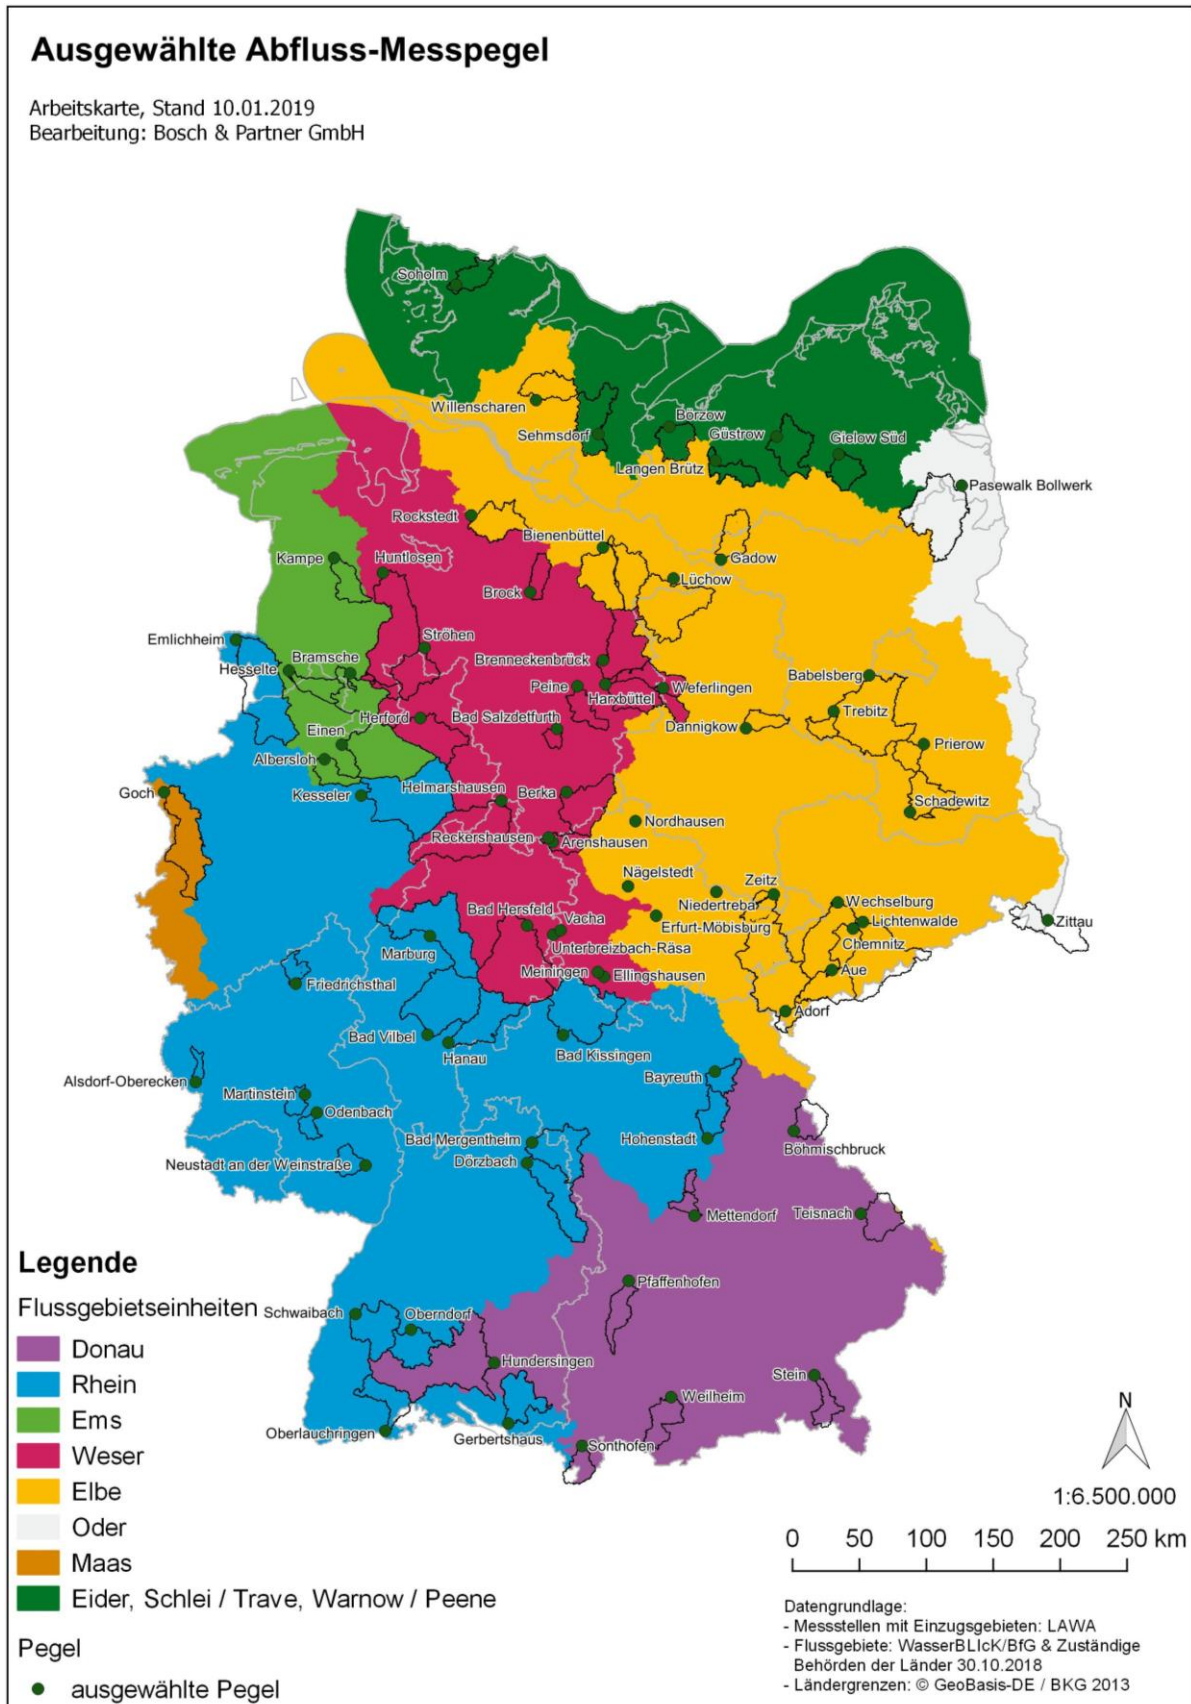 Ausgewählte Abfluss-Messpegel
Arbeitskarte, Stand 10.01.2019
Bearbeitung: Bosch & Partner GmbH
Soholm
Willenscharen
Sehmsdorf
Borzow
Güstrow
Gielow Süd
Langen Brütz
Pasewalk Bollwerk
Rockstedt
Bienenbüttel
Gadow
Kampe
Huntlosen
Lüchow
Brock
Emlichheim
Ströhen
Hesselte
Bramsche
Brenneckenbrück
Babelsberg
Peine
Harxbüttel
Weferlingen
Trebitz
Herford
Bad Salzdetfurth
Dannigkow
Einen
Prierow
Albersloh
Goch
Kesseler
Helmarshausen
Berka
Schadewitz
Nordhausen
Reckershausen
Arenshausen
Nägelstedt
Zeitz
Niedertreba
Wechselburg
Bad Hersfeld
Vacha
Erfurt-Möbisburg
Lichtenwalde
Zittau
Marburg
Unterbreizbach-Räsa
Chemnitz
Meiningen
Ellingshausen
Aue
Friedrichsthal
Adorf
Bad Vilbel
Hanau
Bad Kissingen
Bayreuth
Alsdorf-Oberecken
Martinstein
Odenbach
Bad Mergentheim
Hohenstadt
Böhmischbruck
Neustadt an der Weinstraße
Dörzbach
Mettendorf
Teisnach
Pfaffenhofen
Schwaibach
Oberndorf
Hundersingen
Stein
Weilheim
Oberlauchringen
Gerbertshaus
Sonthofen
Legende
Flussgebietseinheiten
Donau
Rhein
Ems
Weser
Elbe
Oder
Maas
Eider, Schlei / Trave, Warnow / Peene
Pegel
ausgewählte Pegel
N
1:6.500.000
0 50 100 150 200 250 km
Datengrundlage:
- Messstellen mit Einzugsgebieten: LAWA
- Flussgebiete: WasserBLIcK/BfG & Zuständige
Behörden der Länder 30.10.2018
- Ländergrenzen: © GeoBasis-DE / BKG 2013